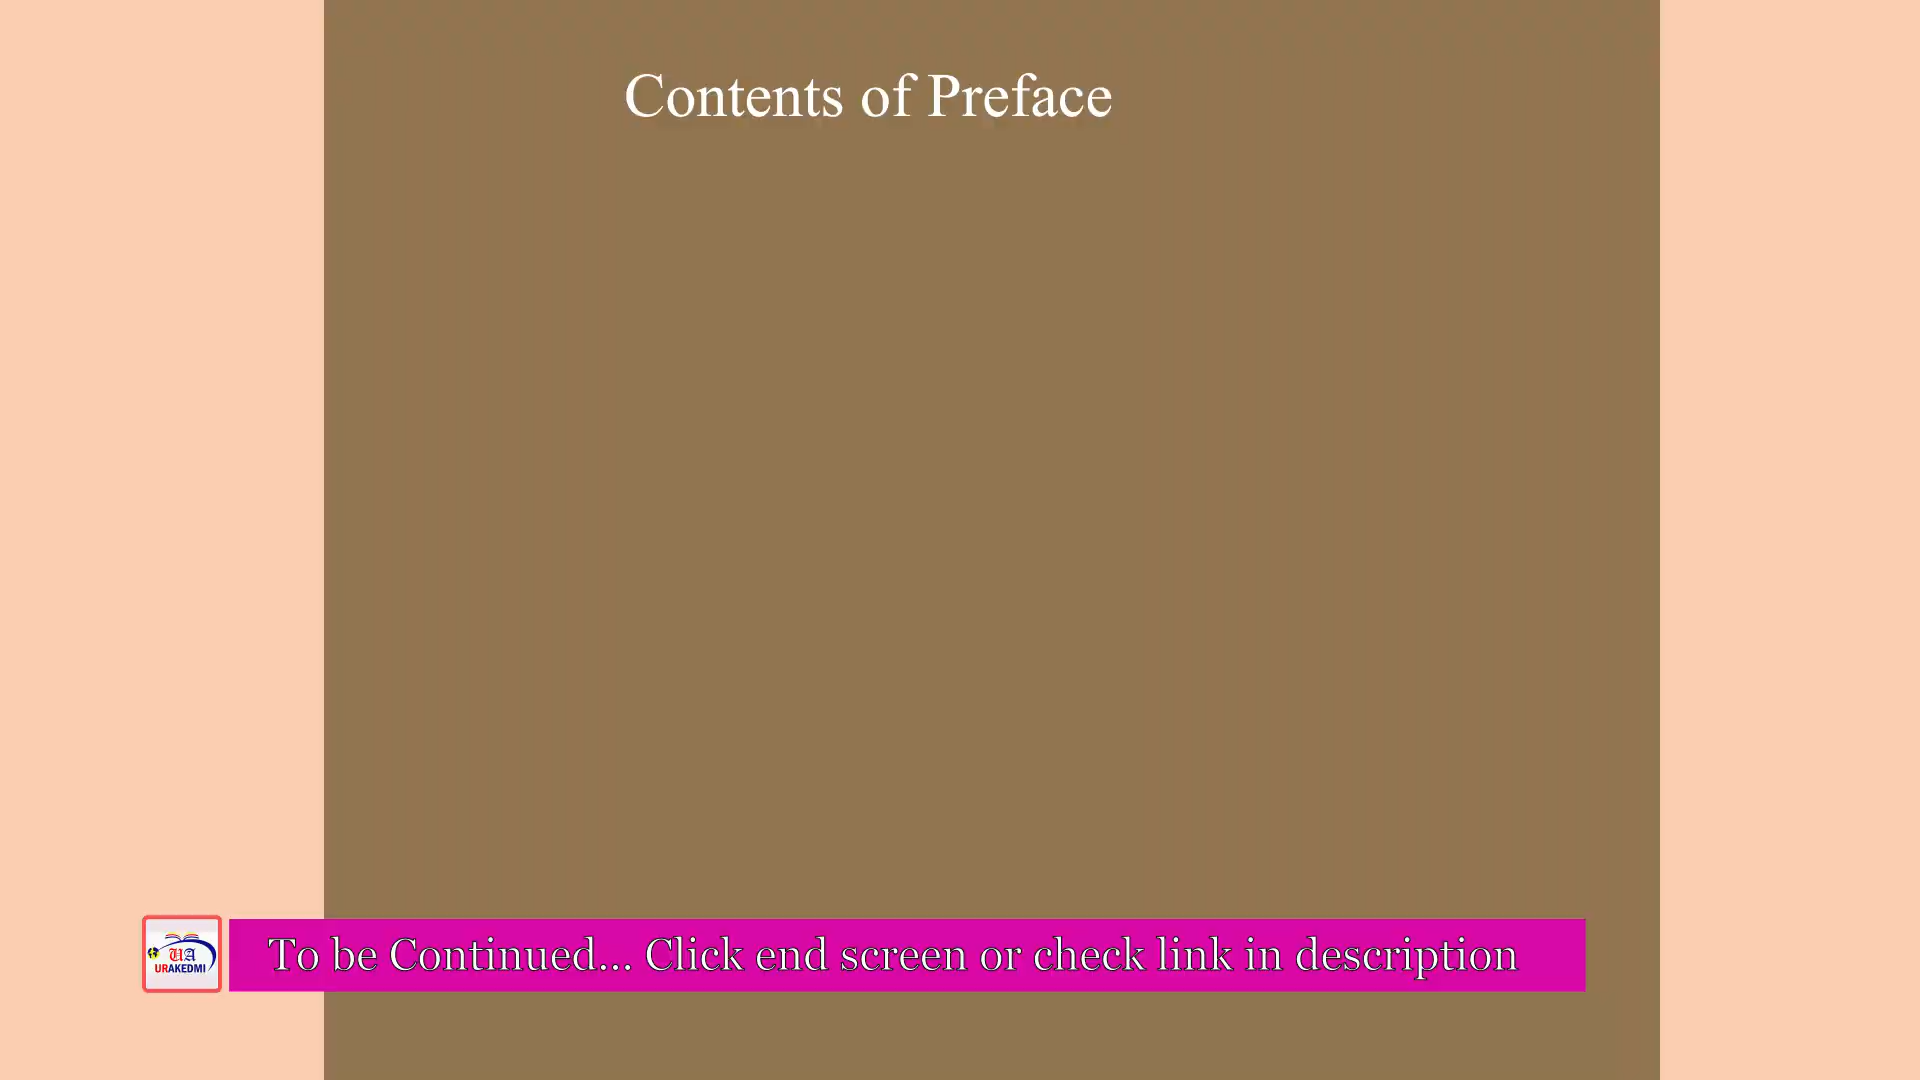 Contents of Preface
UA
URAKEDMI
To be Continued... Click end screen or check link in description